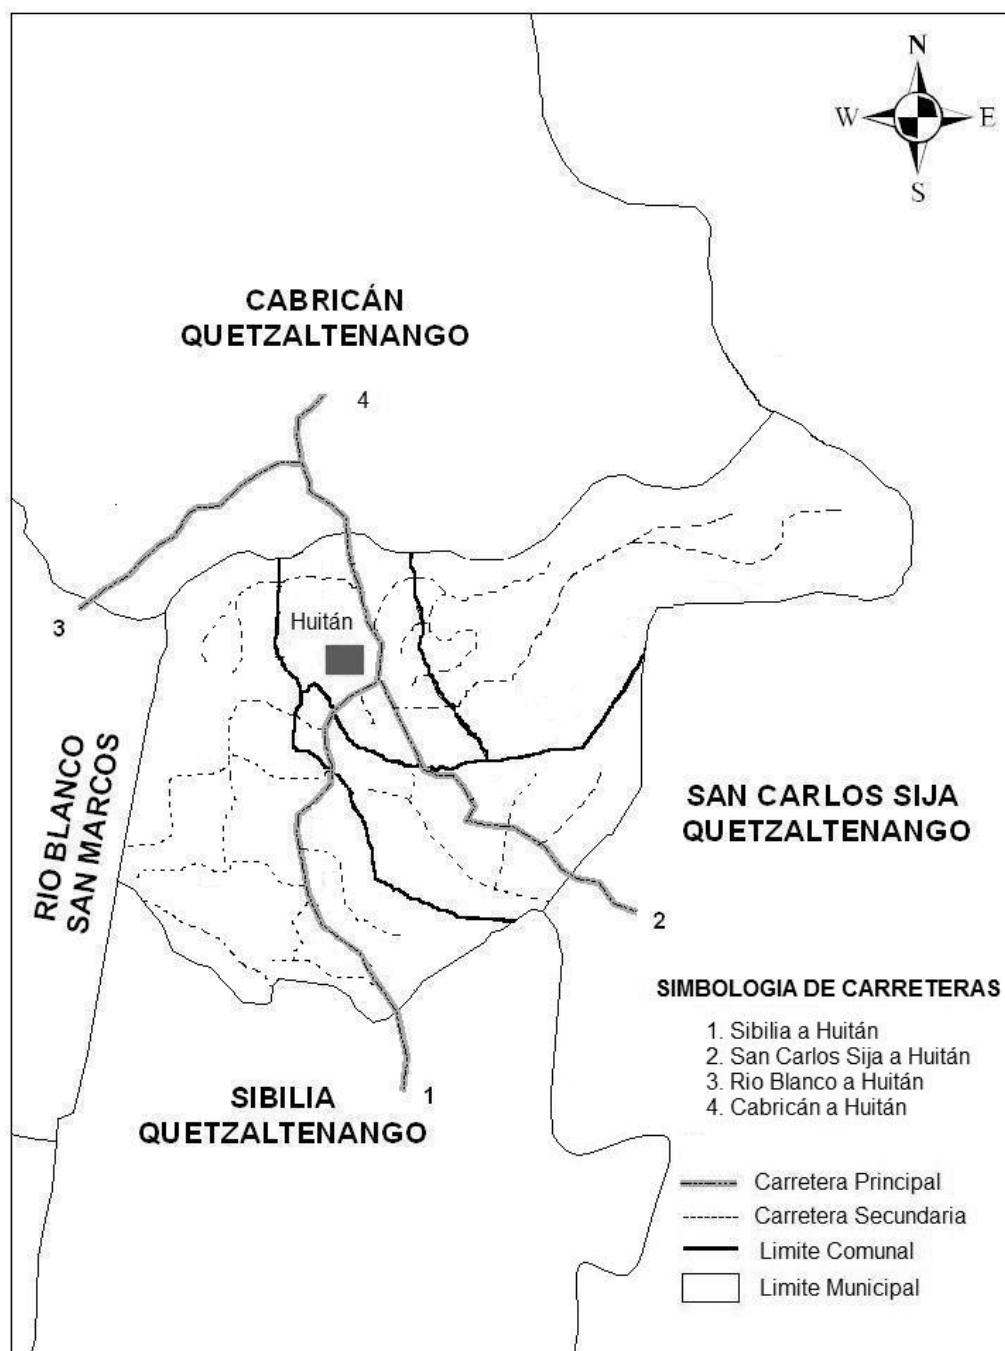 N
W E
S
CABRICÁN
QUETZALTENANGO
4
3
Huitán
RIO BLANCO
SAN MARCOS
SAN CARLOS SIJA
QUETZALTENANGO
2
SIMBOLOGIA DE CARRETERAS
1. Sibilia a Huitán
2. San Carlos Sija a Huitán
3. Rio Blanco a Huitán
4. Cabricán a Huitán
1
SIBILIA
QUETZALTENANGO
Carretera Principal
Carretera Secundaria
Limite Comunal
Limite Municipal